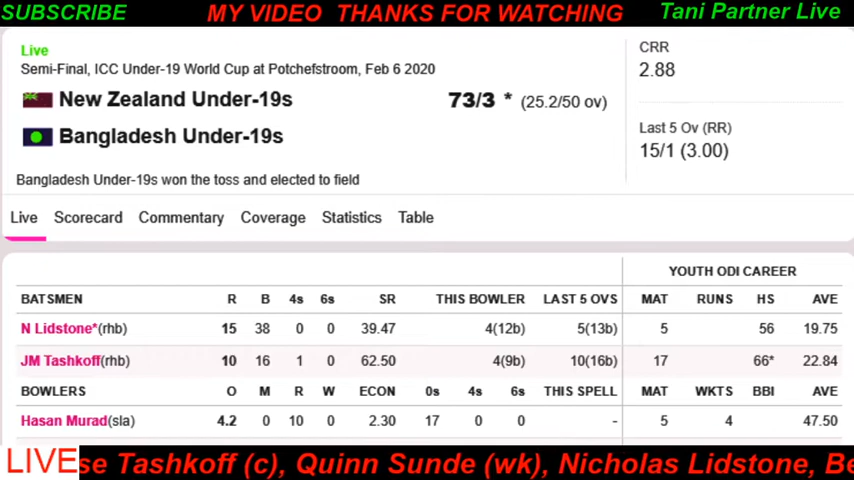 SUBSCRIBE MY VIDEO THANKS FOR WATCHING Tani Partner Live
Live
Semi-Final, ICC Under-19 World Cup at Potchefstroom, Feb 6 2020
New Zealand Under-19s 73/3 * (25.2/50 ov)
Bangladesh Under-19s
Bangladesh Under-19s won the toss and elected to field
CRR
2.88
Last 5 Ov (RR)
15/1 (3.00)
Live Scorecard Commentary Coverage Statistics Table
YOUTH ODI CAREER
BATSMEN R B 4s 6s SR THIS BOWLER LAST 5 OVS MAT RUNS HS AVE
N Lidstone*(rhb) 15 38 0 0 39.47 4(12b) 5(13b) 5 56 19.75
JM Tashkoff(rhb) 10 16 1 0 62.50 4(9b) 10(16b) 17 66* 22.84
BOWLERS O M R W ECON 0s 4s 6s THIS SPELL MAT WKTS BBI AVE
Hasan Murad(sla) 4.2 0 10 0 2.30 17 0 0 - 5 4 47.50
LIVE se Tashkoff (c), Quinn Sunde (wk), Nicholas Lidstone, Be